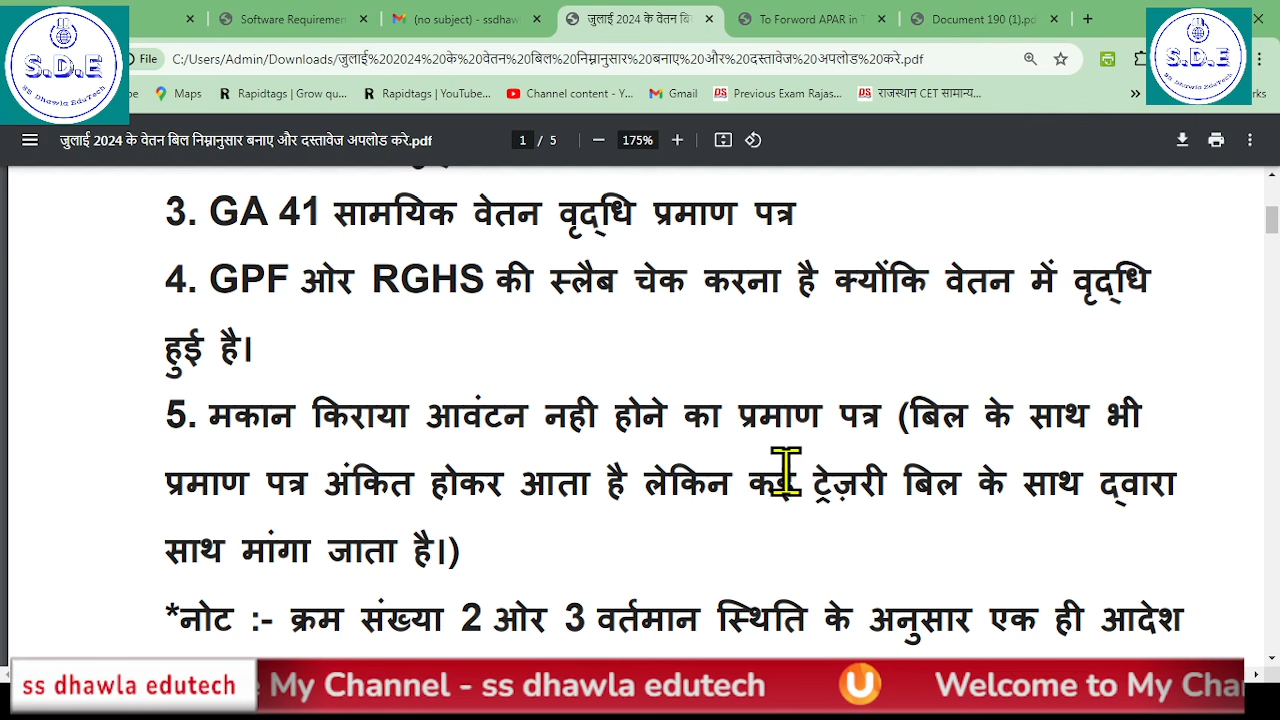 Software Requiremen
(no subject) - ssdhaw
जुलाई 2024 के वेतन बि
To Forword APAR in T
Document 190 (1).pd
File
C:/Users/Admin/Downloads/जुलाई%202024%20के%20वेतन%20बिल%20निम्नानुसार%20बनाए%20और%20दस्तावेज%20अपलोड%20करे.pdf
Maps
Rapidtags | Grow qu...
Rapidtags | YouTube...
Channel content - Y...
Gmail
Previous Exam Rajas...
राजस्थान CET सामान्य...
S.D.E
SS Dhawla EduTech
S.D.E
SS Dhawla EduTech
जुलाई 2024 के वेतन बिल निम्नानुसार बनाए और दस्तावेज अपलोड करे.pdf
1 / 5
175%
3. GA 41 सामयिक वेतन वृद्धि प्रमाण पत्र
4. GPF ओर RGHS की स्लैब चेक करना है क्योंकि वेतन में वृद्धि
हुई है।
5. मकान किराया आवंटन नही होने का प्रमाण पत्र (बिल के साथ भी
प्रमाण पत्र अंकित होकर आता है लेकिन कई ट्रेज़री बिल के साथ द्वारा
साथ मांगा जाता है।)
*नोट :- क्रम संख्या 2 ओर 3 वर्तमान स्थिति के अनुसार एक ही आदेश
ss dhawla edutech
My Channel - ss dhawla edutech
Welcome to My Cha